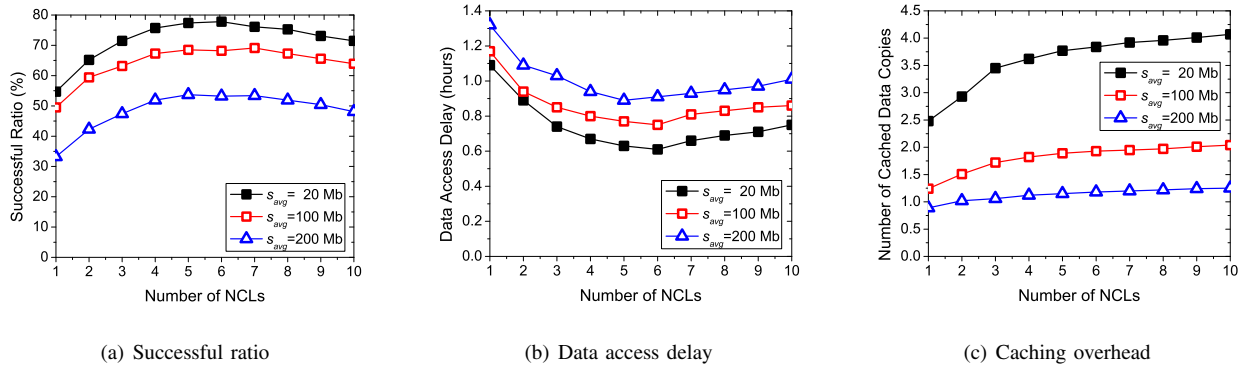 80
70
60
50
40
30
20
10
0
Successful Ratio (%)
s_avg= 20 Mb
s_avg=100 Mb
s_avg=200 Mb
1 2 3 4 5 6 7 8 9 10
Number of NCLs
(a) Successful ratio
1.4
1.2
1.0
0.8
0.6
0.4
0.2
0.0
Data Access Delay (hours)
s_avg= 20 Mb
s_avg=100 Mb
s_avg=200 Mb
1 2 3 4 5 6 7 8 9 10
Number of NCLs
(b) Data access delay
4.5
4.0
3.5
3.0
2.5
2.0
1.5
1.0
0.5
0.0
Number of Cached Data Copies
s_avg= 20 Mb
s_avg=100 Mb
s_avg=200 Mb
1 2 3 4 5 6 7 8 9 10
Number of NCLs
(c) Caching overhead